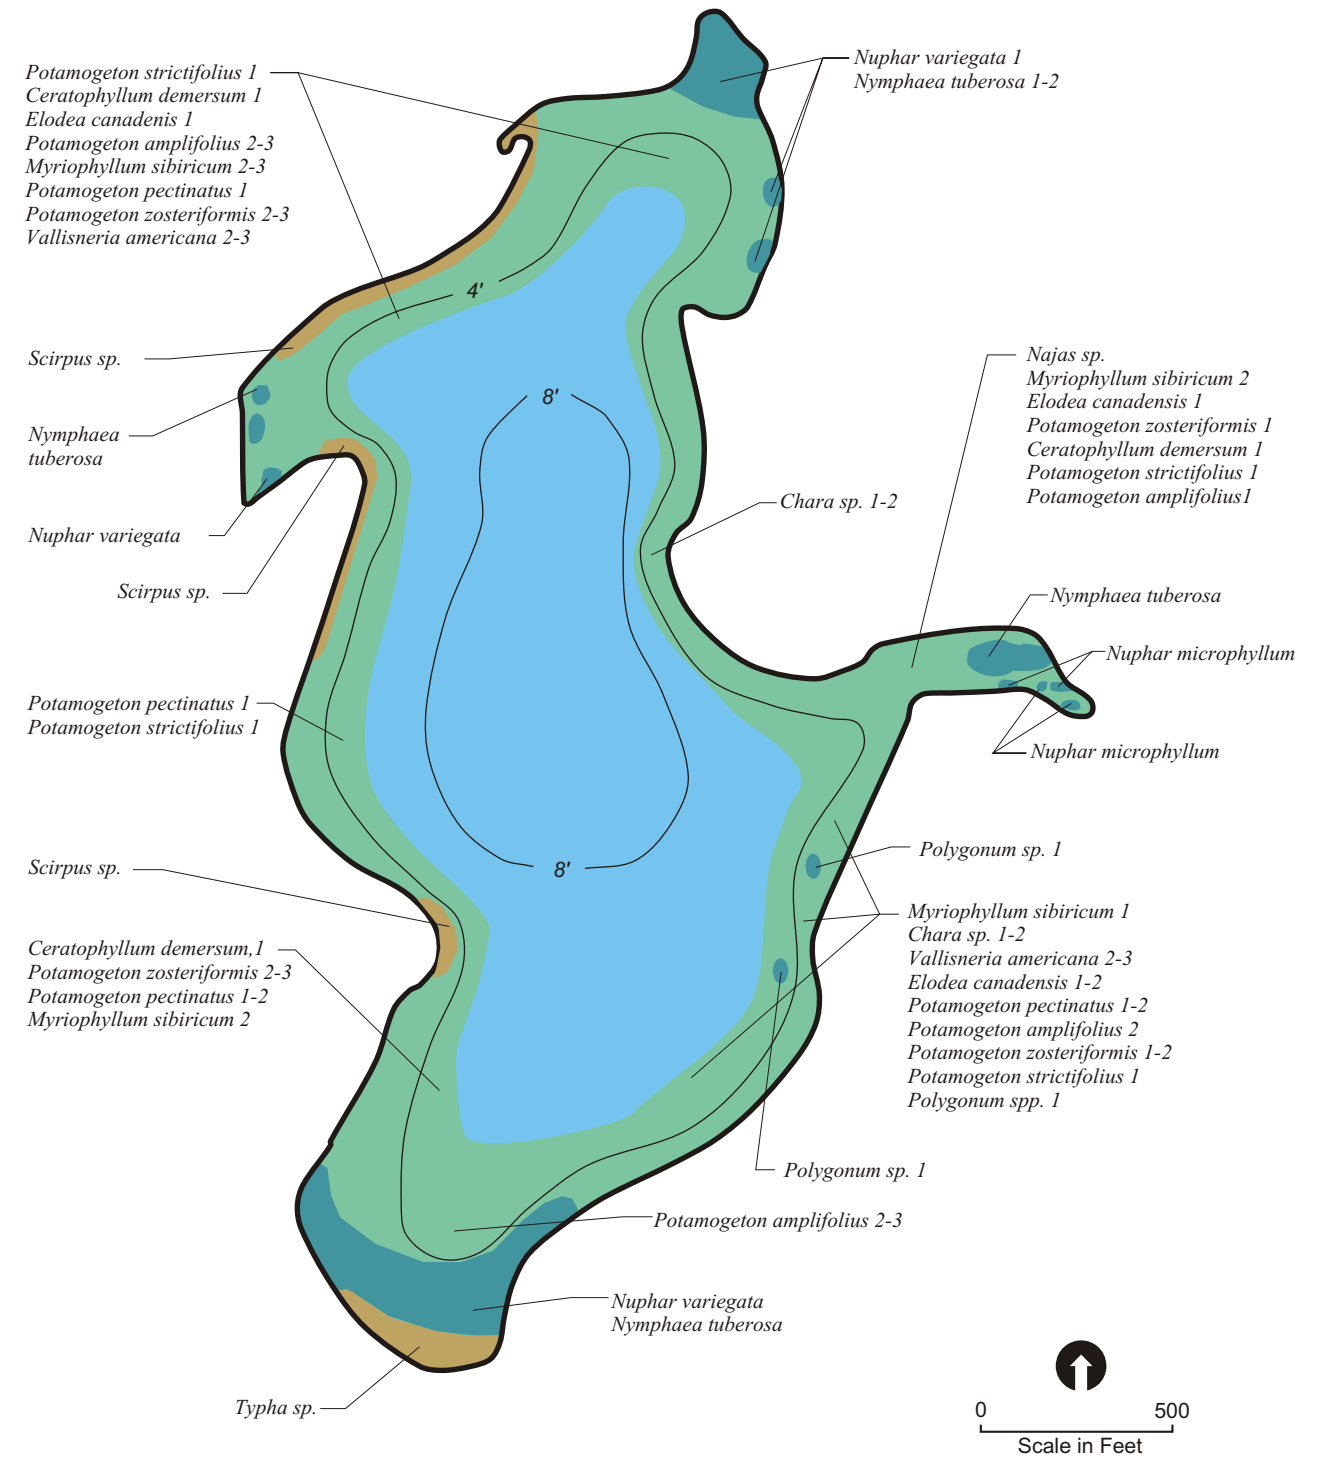 Potamogeton strictifolius 1
Ceratophyllum demersum 1
Elodea canadenis 1
Potamogeton amplifolius 2-3
Myriophyllum sibiricum 2-3
Potamogeton pectinatus 1
Potamogeton zosteriformis 2-3
Vallisneria americana 2-3
Nuphar variegata 1
Nymphaea tuberosa 1-2
4'
Scirpus sp.
Nymphaea
tuberosa
Nuphar variegata
Scirpus sp.
8'
Najas sp.
Myriophyllum sibiricum 2
Elodea canadensis 1
Potamogeton zosteriformis 1
Ceratophyllum demersum 1
Potamogeton strictifolius 1
Potamogeton amplifolius1
Chara sp. 1-2
Nymphaea tuberosa
Nuphar microphyllum
Nuphar microphyllum
Potamogeton pectinatus 1
Potamogeton strictifolius 1
Polygonum sp. 1
Scirpus sp.
8'
Myriophyllum sibiricum 1
Chara sp. 1-2
Vallisneria americana 2-3
Elodea canadensis 1-2
Potamogeton pectinatus 1-2
Potamogeton amplifolius 2
Potamogeton zosteriformis 1-2
Potamogeton strictifolius 1
Polygonum spp. 1
Ceratophyllum demersum,1
Potamogeton zosteriformis 2-3
Potamogeton pectinatus 1-2
Myriophyllum sibiricum 2
Polygonum sp. 1
Potamogeton amplifolius 2-3
Nuphar variegata
Nymphaea tuberosa
Typha sp.
0 500
Scale in Feet